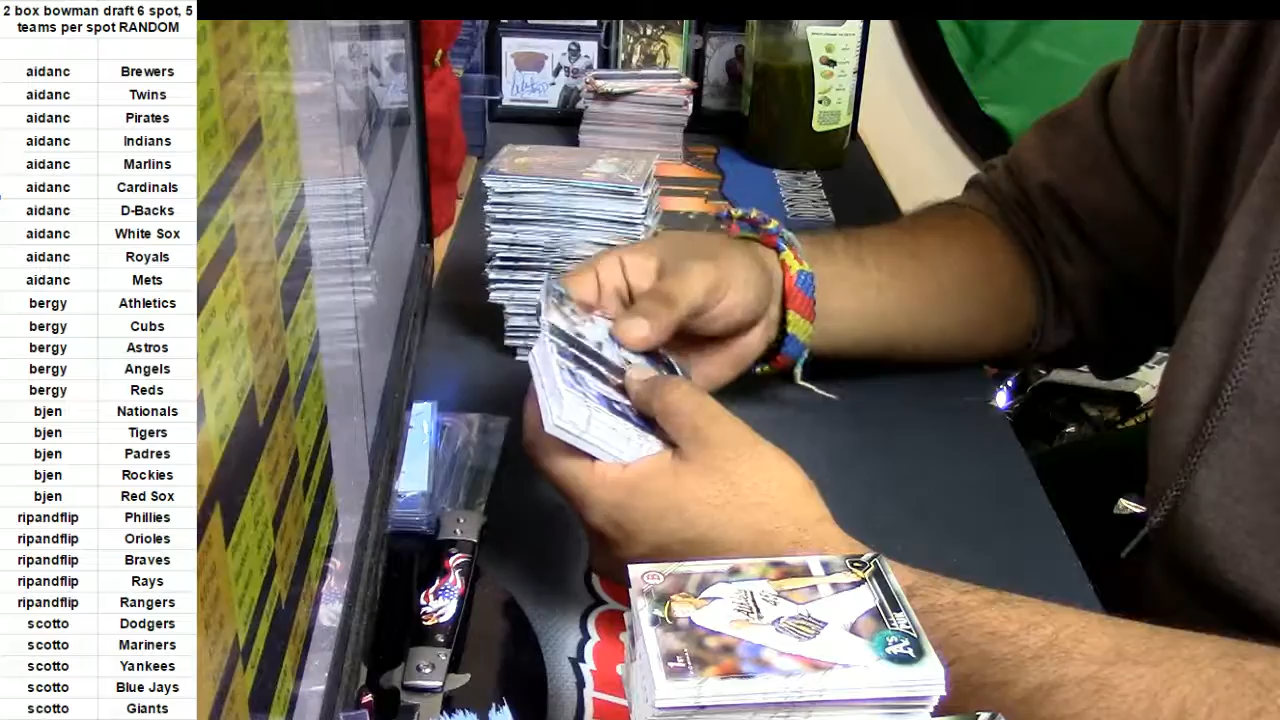 2 box bowman draft 6 spot, 5
teams per spot RANDOM
aidanc Brewers
aidanc Twins
aidanc Pirates
aidanc Indians
aidanc Marlins
aidanc Cardinals
aidanc D-Backs
aidanc White Sox
aidanc Royals
aidanc Mets
bergy Athletics
bergy Cubs
bergy Astros
bergy Angels
bergy Reds
bjen Nationals
bjen Tigers
bjen Padres
bjen Rockies
bjen Red Sox
ripandflip Phillies
ripandflip Orioles
ripandflip Braves
ripandflip Rays
ripandflip Rangers
scotto Dodgers
scotto Mariners
scotto Yankees
scotto Blue Jays
scotto Giants
B
PUK
Athletics
A's
1ST